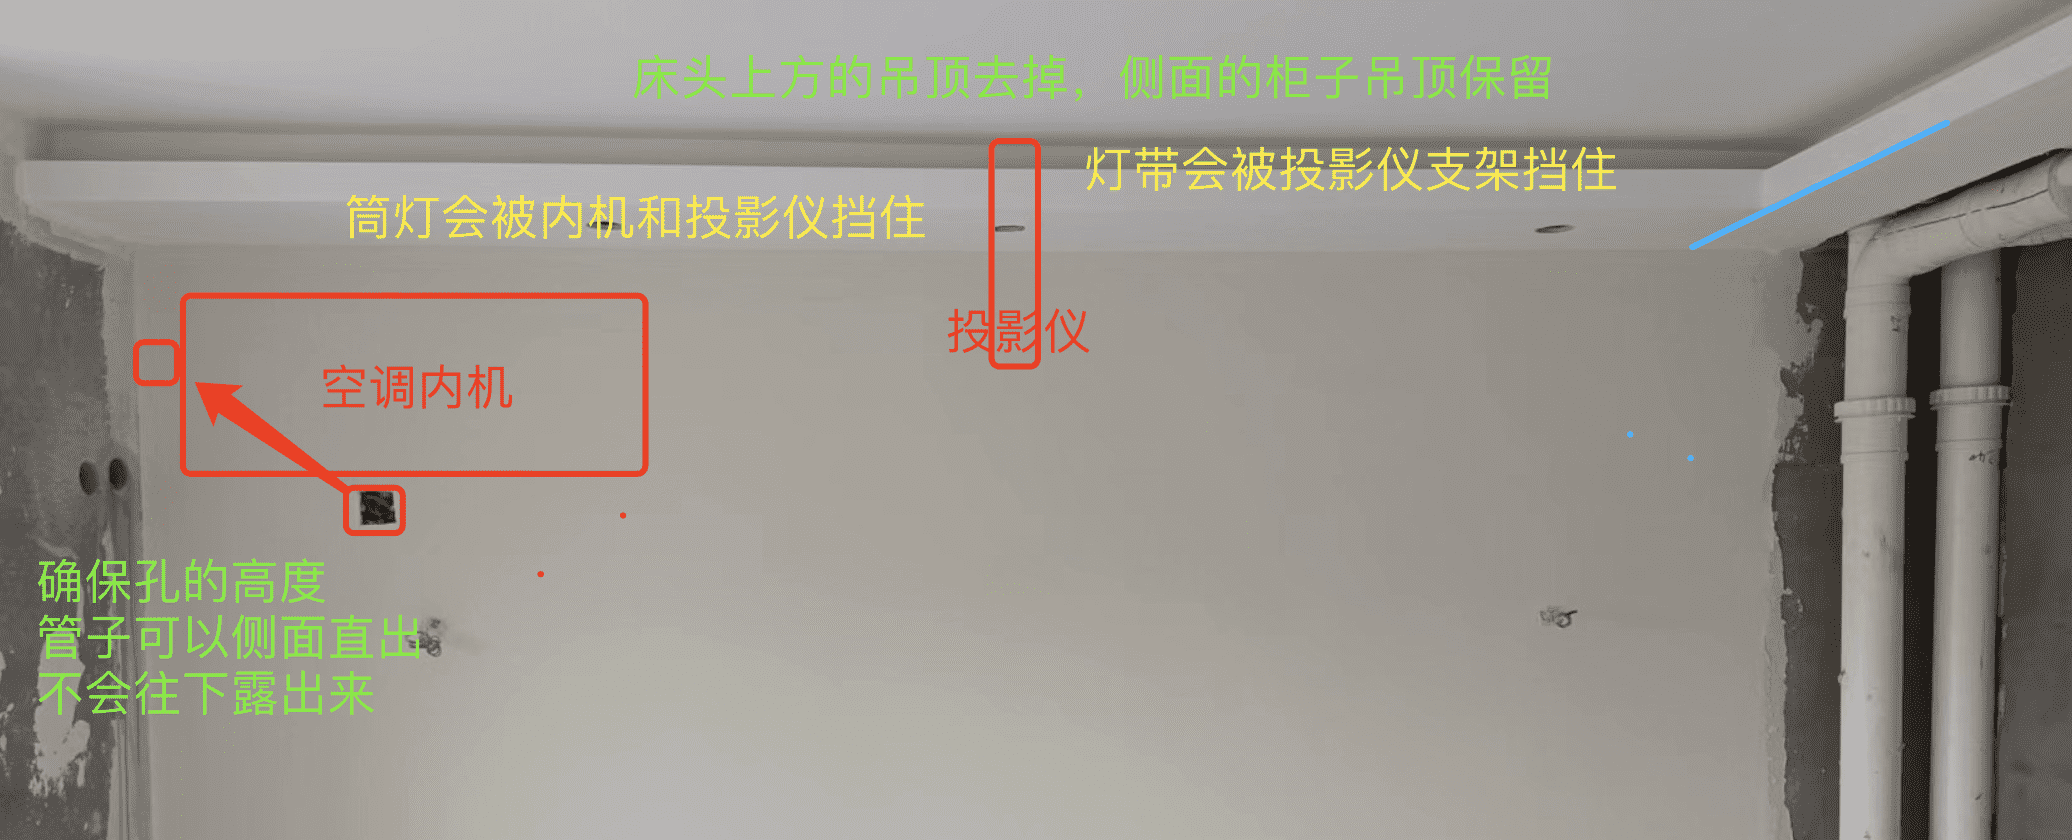 床头上方的吊顶去掉，侧面的柜子吊顶保留
灯带会被投影仪支架挡住
筒灯会被内机和投影仪挡住
投影仪
空调内机
确保孔的高度
管子可以侧面直出
不会往下露出来